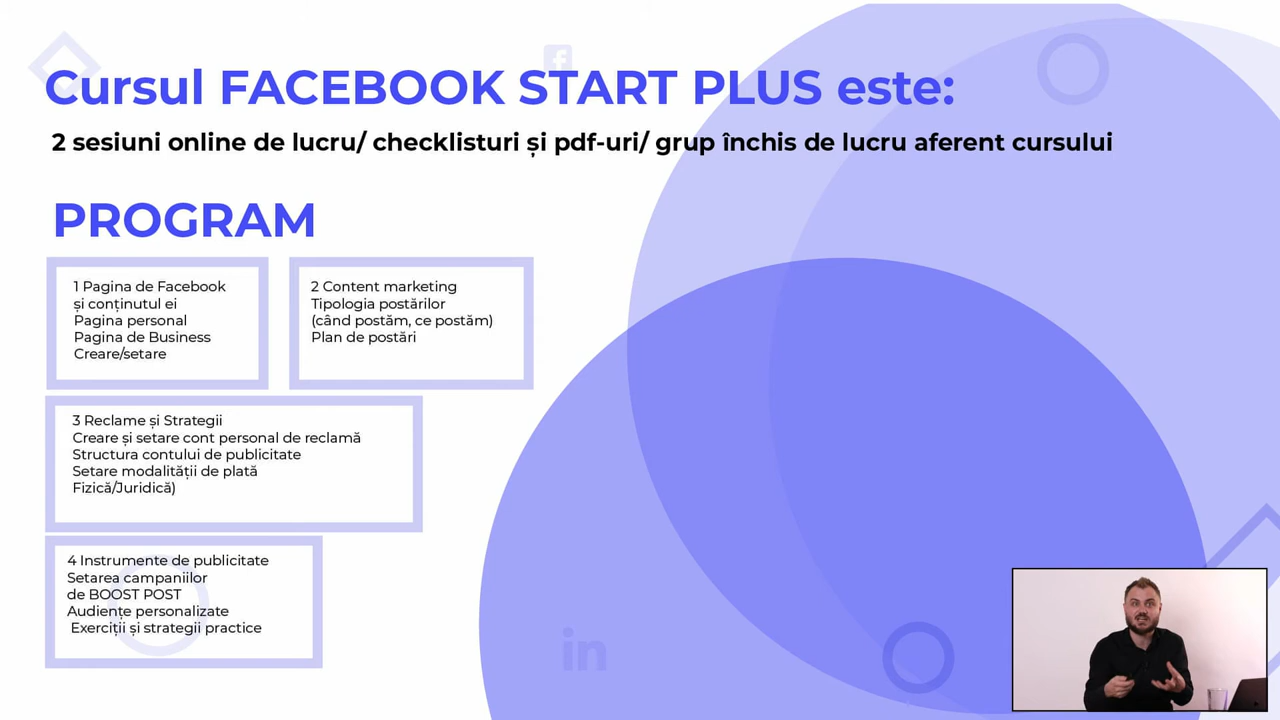 Cursul FACEBOOK START PLUS este:
2 sesiuni online de lucru/ checklisturi și pdf-uri/ grup închis de lucru aferent cursului
PROGRAM
1 Pagina de Facebook
și conținutul ei
Pagina personal
Pagina de Business
Creare/setare
2 Content marketing
Tipologia postărilor
(când postăm, ce postăm)
Plan de postări
3 Reclame și Strategii
Creare și setare cont personal de reclamă
Structura contului de publicitate
Setare modalității de plată
Fizică/Juridică)
4 Instrumente de publicitate
Setarea campaniilor
de BOOST POST
Audiențe personalizate
Exerciții și strategii practice
in